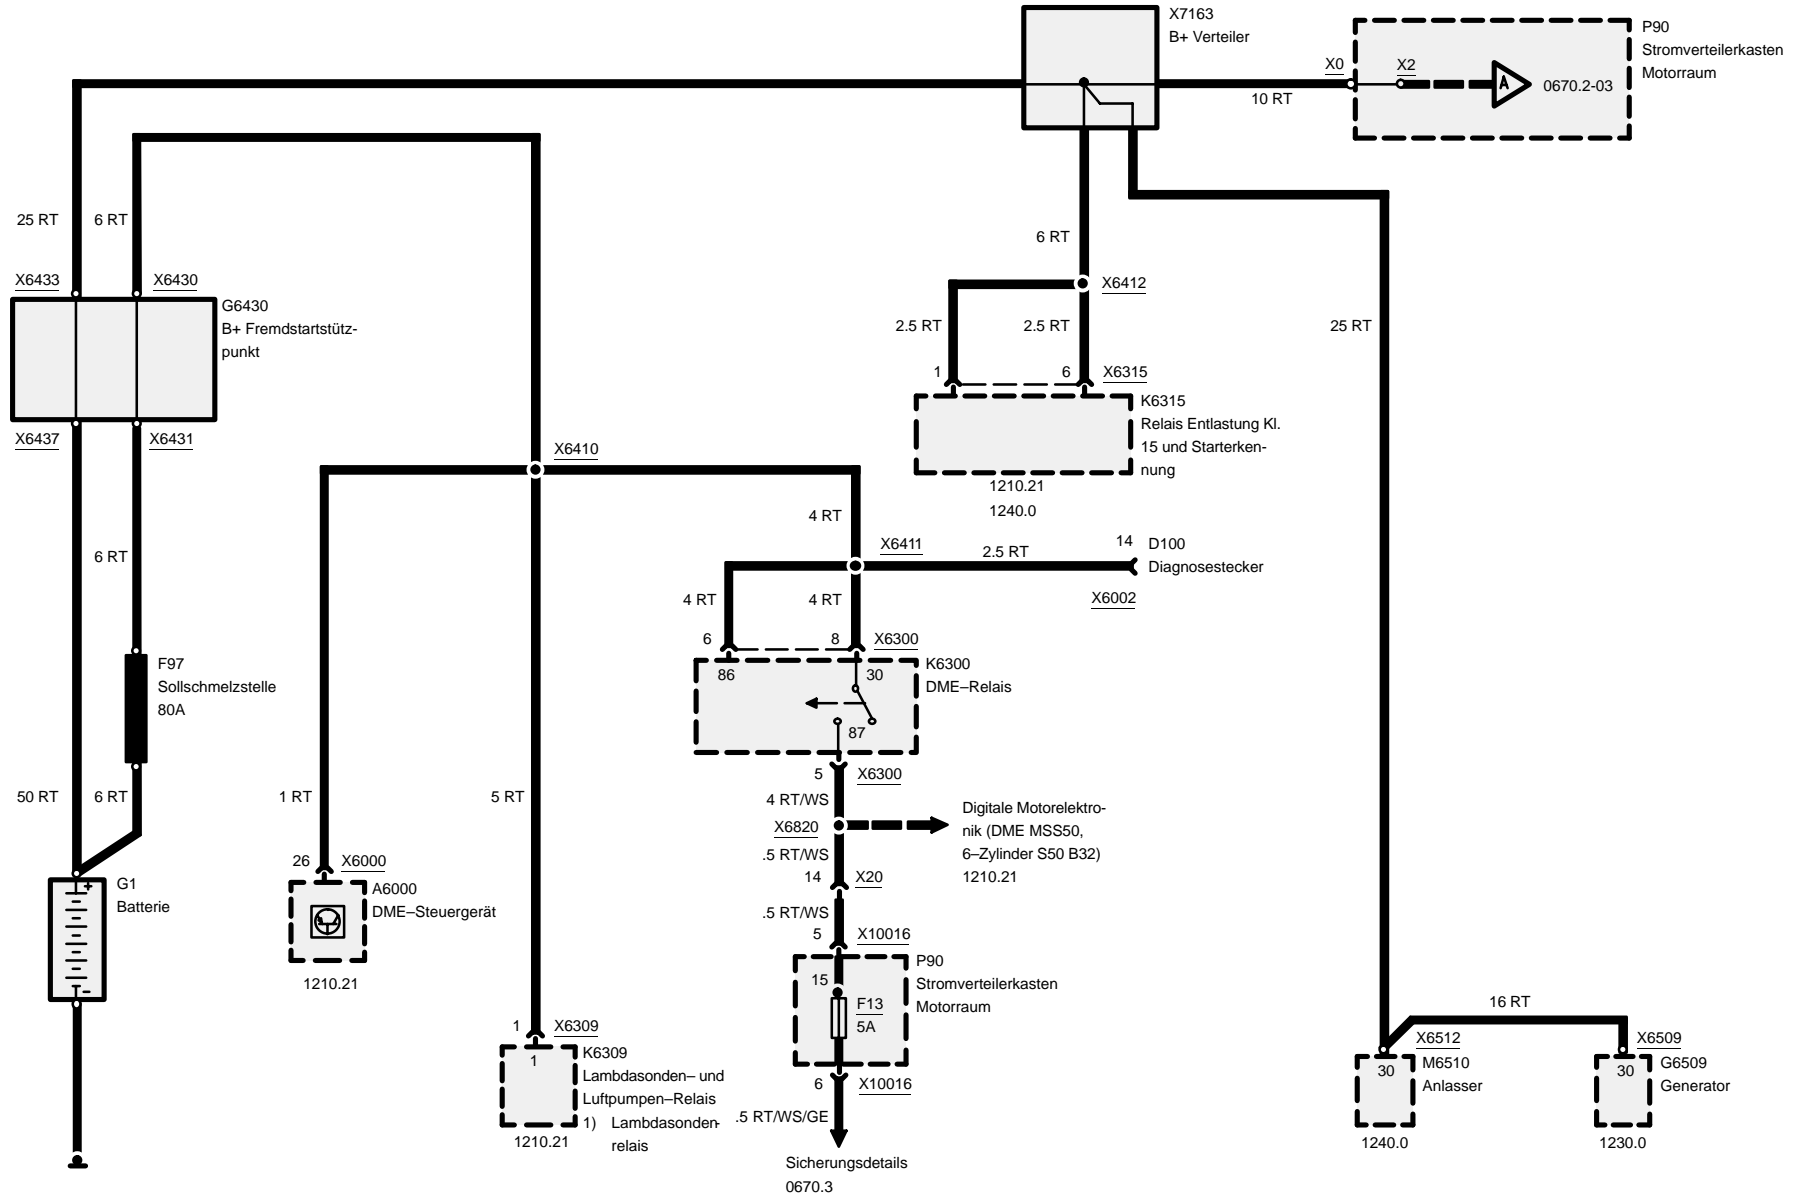 X7163
B+ Verteiler
P90
Stromverteilerkasten
Motorraum
X0
X2
A
0670.2-03
10 RT
25 RT
6 RT
X6433
X6430
G6430
B+ Fremdstartstütz-
punkt
X6437
X6431
6 RT
X6412
2.5 RT
2.5 RT
25 RT
1
6
X6315
K6315
Relais Entlastung Kl.
15 und Starterken-
nung
1210.21
1240.0
X6410
4 RT
X6411
2.5 RT
14
D100
Diagnosestecker
X6002
6 RT
4 RT
4 RT
6
8
X6300
86
30
87
K6300
DME–Relais
F97
Sollschmelzstelle
80A
5
X6300
50 RT
6 RT
1 RT
5 RT
4 RT/WS
X6820
Digitale Motorelektro-
nik (DME MSS50,
6–Zylinder S50 B32)
1210.21
.5 RT/WS
14
X20
.5 RT/WS
5
X10016
26
X6000
A6000
DME–Steuergerät
1210.21
+
-
G1
Batterie
15
F13
5A
P90
Stromverteilerkasten
Motorraum
6
X10016
.5 RT/WS/GE
Sicherungsdetails
0670.3
1
X6309
1
K6309
Lambdasonden– und
Luftpumpen–Relais
1) Lambdasonden-
relais
1210.21
16 RT
X6512
30
M6510
Anlasser
1240.0
X6509
30
G6509
Generator
1230.0